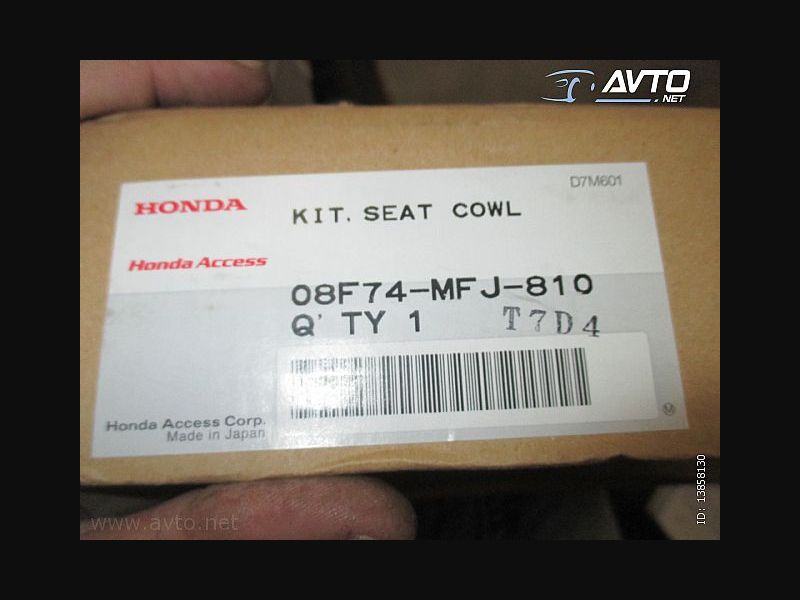 AVTO
.NET
D7M601
HONDA
KIT. SEAT COWL
Honda Access
08F74-MFJ-810
Q'TY 1 T7D4
Honda Access Corp.
Made in Japan
M
ID: 13858130
www.avto.net